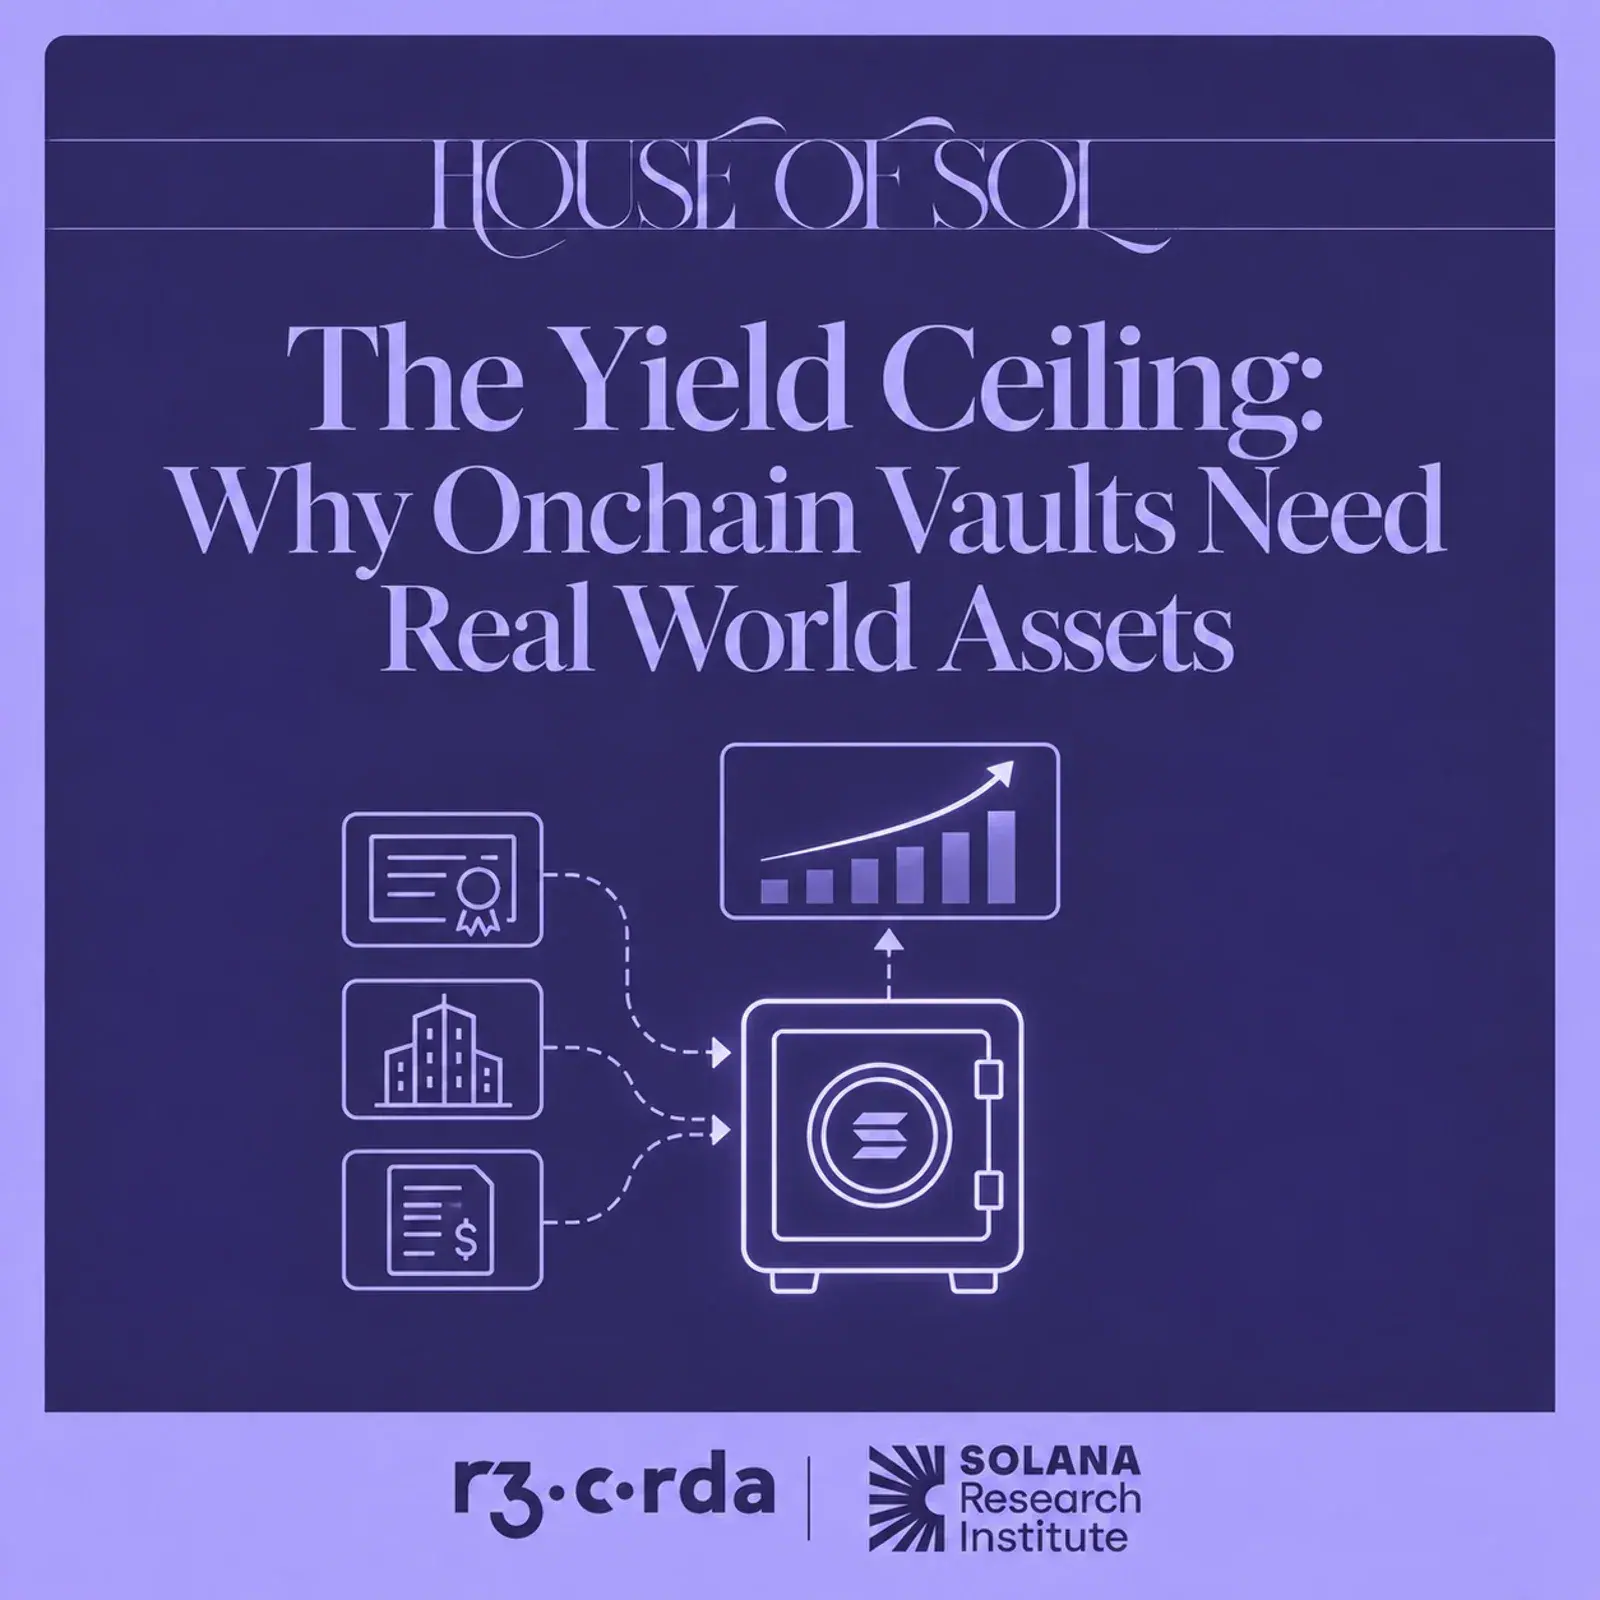 HOUSE OF SOL
The Yield Ceiling:
Why Onchain Vaults Need
Real World Assets
$
r3.c.rda
SOLANA
Research
Institute